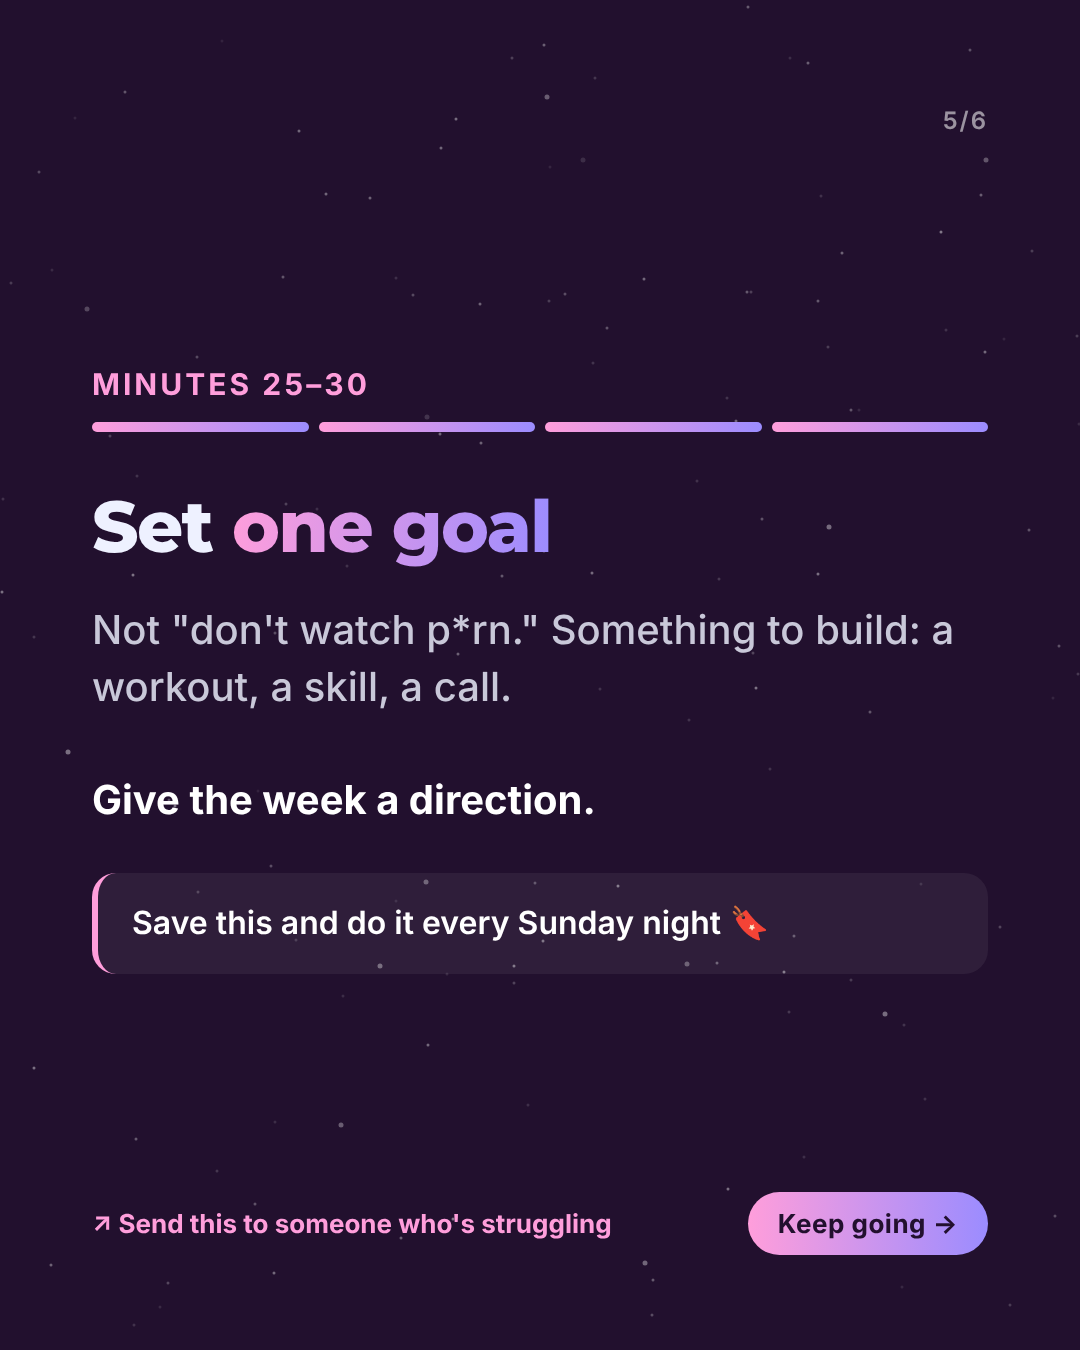 5/6
MINUTES 25–30
Set one goal
Not "don't watch p*rn." Something to build: a
workout, a skill, a call.
Give the week a direction.
Save this and do it every Sunday night 🔖
↗ Send this to someone who's struggling
Keep going →